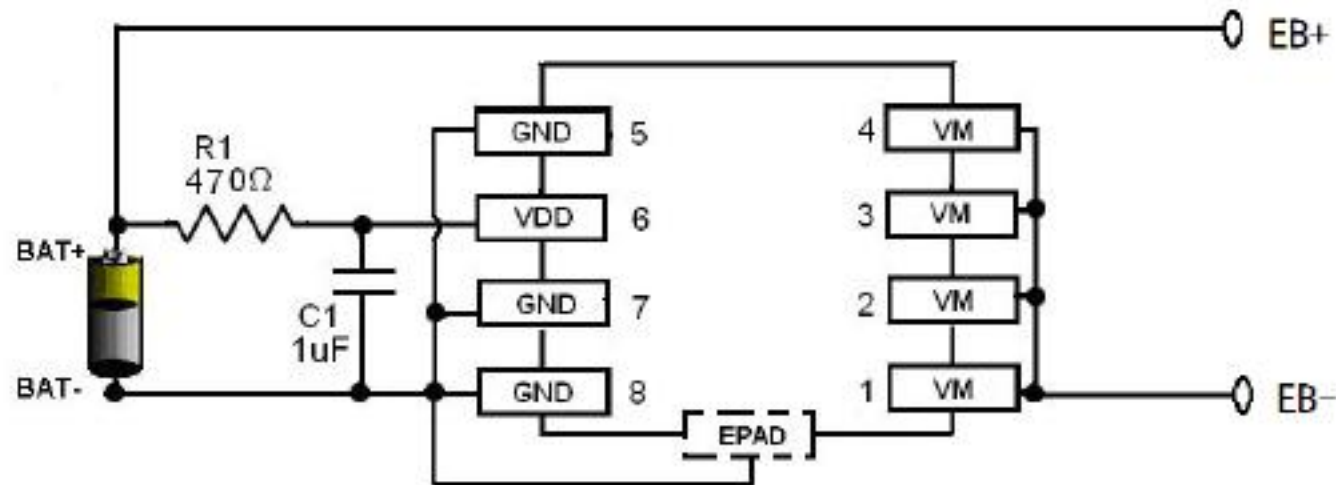 EB+
GND 5
4 VM
R1
470Ω
VDD 6
3 VM
BAT+
GND 7
2 VM
C1
1uF
BAT-
GND 8
1 VM
EB-
EPAD